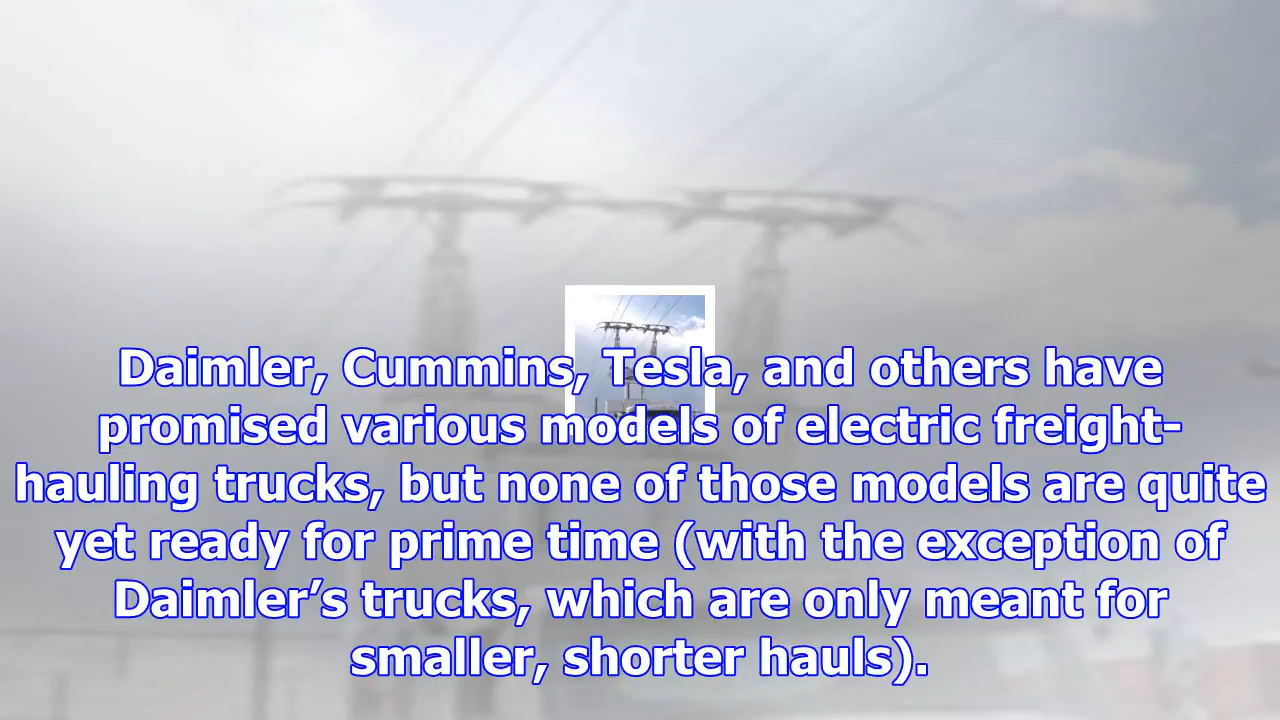 Daimler, Cummins, Tesla, and others have
promised various models of electric freight-
hauling trucks, but none of those models are quite
yet ready for prime time (with the exception of
Daimler’s trucks, which are only meant for
smaller, shorter hauls).